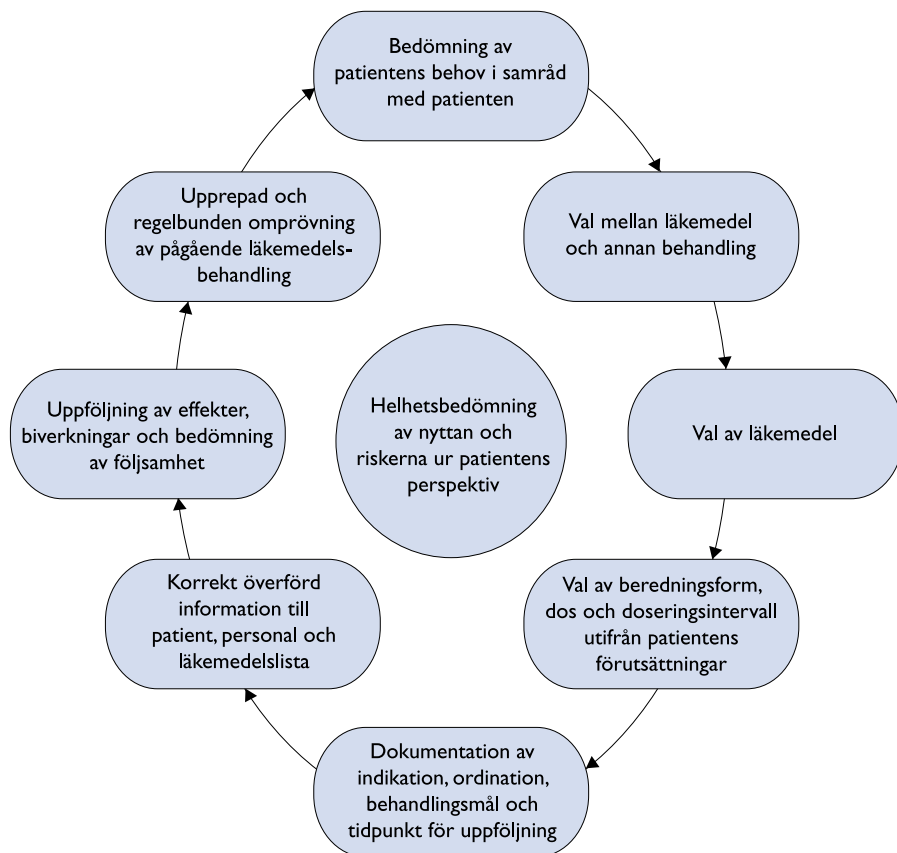 Bedömning av
patientens behov i samråd
med patienten
Val mellan läkemedel
och annan behandling
Val av läkemedel
Val av beredningsform,
dos och doseringsintervall
utifrån patientens
förutsättningar
Dokumentation av
indikation, ordination,
behandlingsmål och
tidpunkt för uppföljning
Korrekt överförd
information till
patient, personal och
läkemedelslista
Uppföljning av effekter,
biverkningar och bedömning
av följsamhet
Upprepad och
regelbunden omprövning
av pågående läkemedels-
behandling
Helhetsbedömning
av nyttan och
riskerna ur patientens
perspektiv